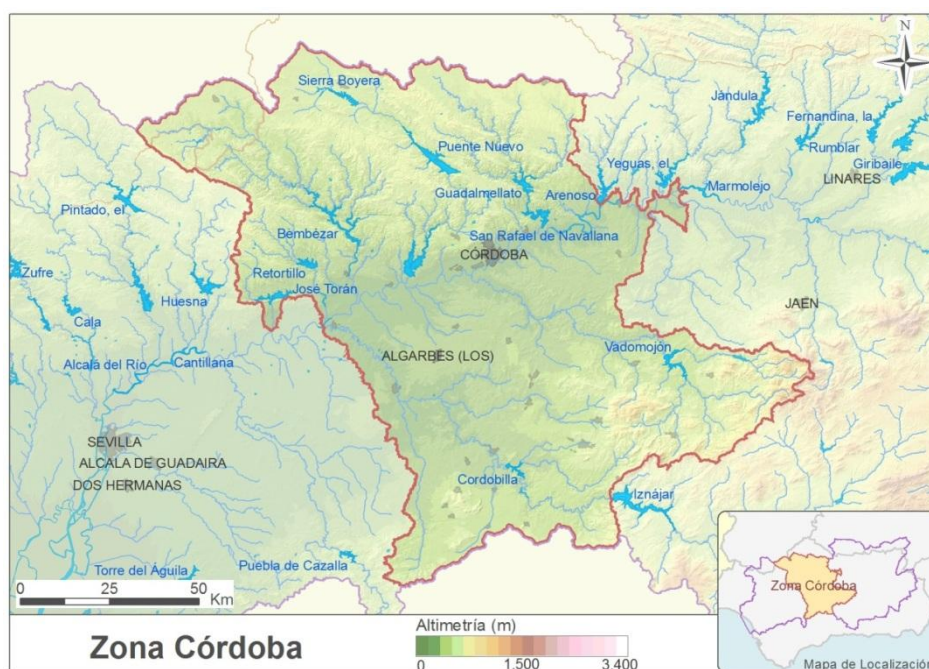 N
Sierra Boyera
Jándula
Fernandina, la
Puente Nuevo
Yeguas, el
Rumblar
Giribaile
LINARES
Guadalmellato
Arenoso
Marmolejo
Pintado, el
Bembézar
San Rafael de Navallana
CÓRDOBA
Zufre
Retortillo
José Torán
Huesna
JAEN
Cala
Alcalá del Río
Cantillana
ALGARBES (LOS)
Vadomojón
SEVILLA
ALCALA DE GUADAIRA
DOS HERMANAS
Cordobilla
Iznájar
Torre del Águila
Puebla de Cazalla
0 25 50
Km
Zona Córdoba
Zona Córdoba
Altimetría (m)
0 1.500 3.400
Mapa de Localización